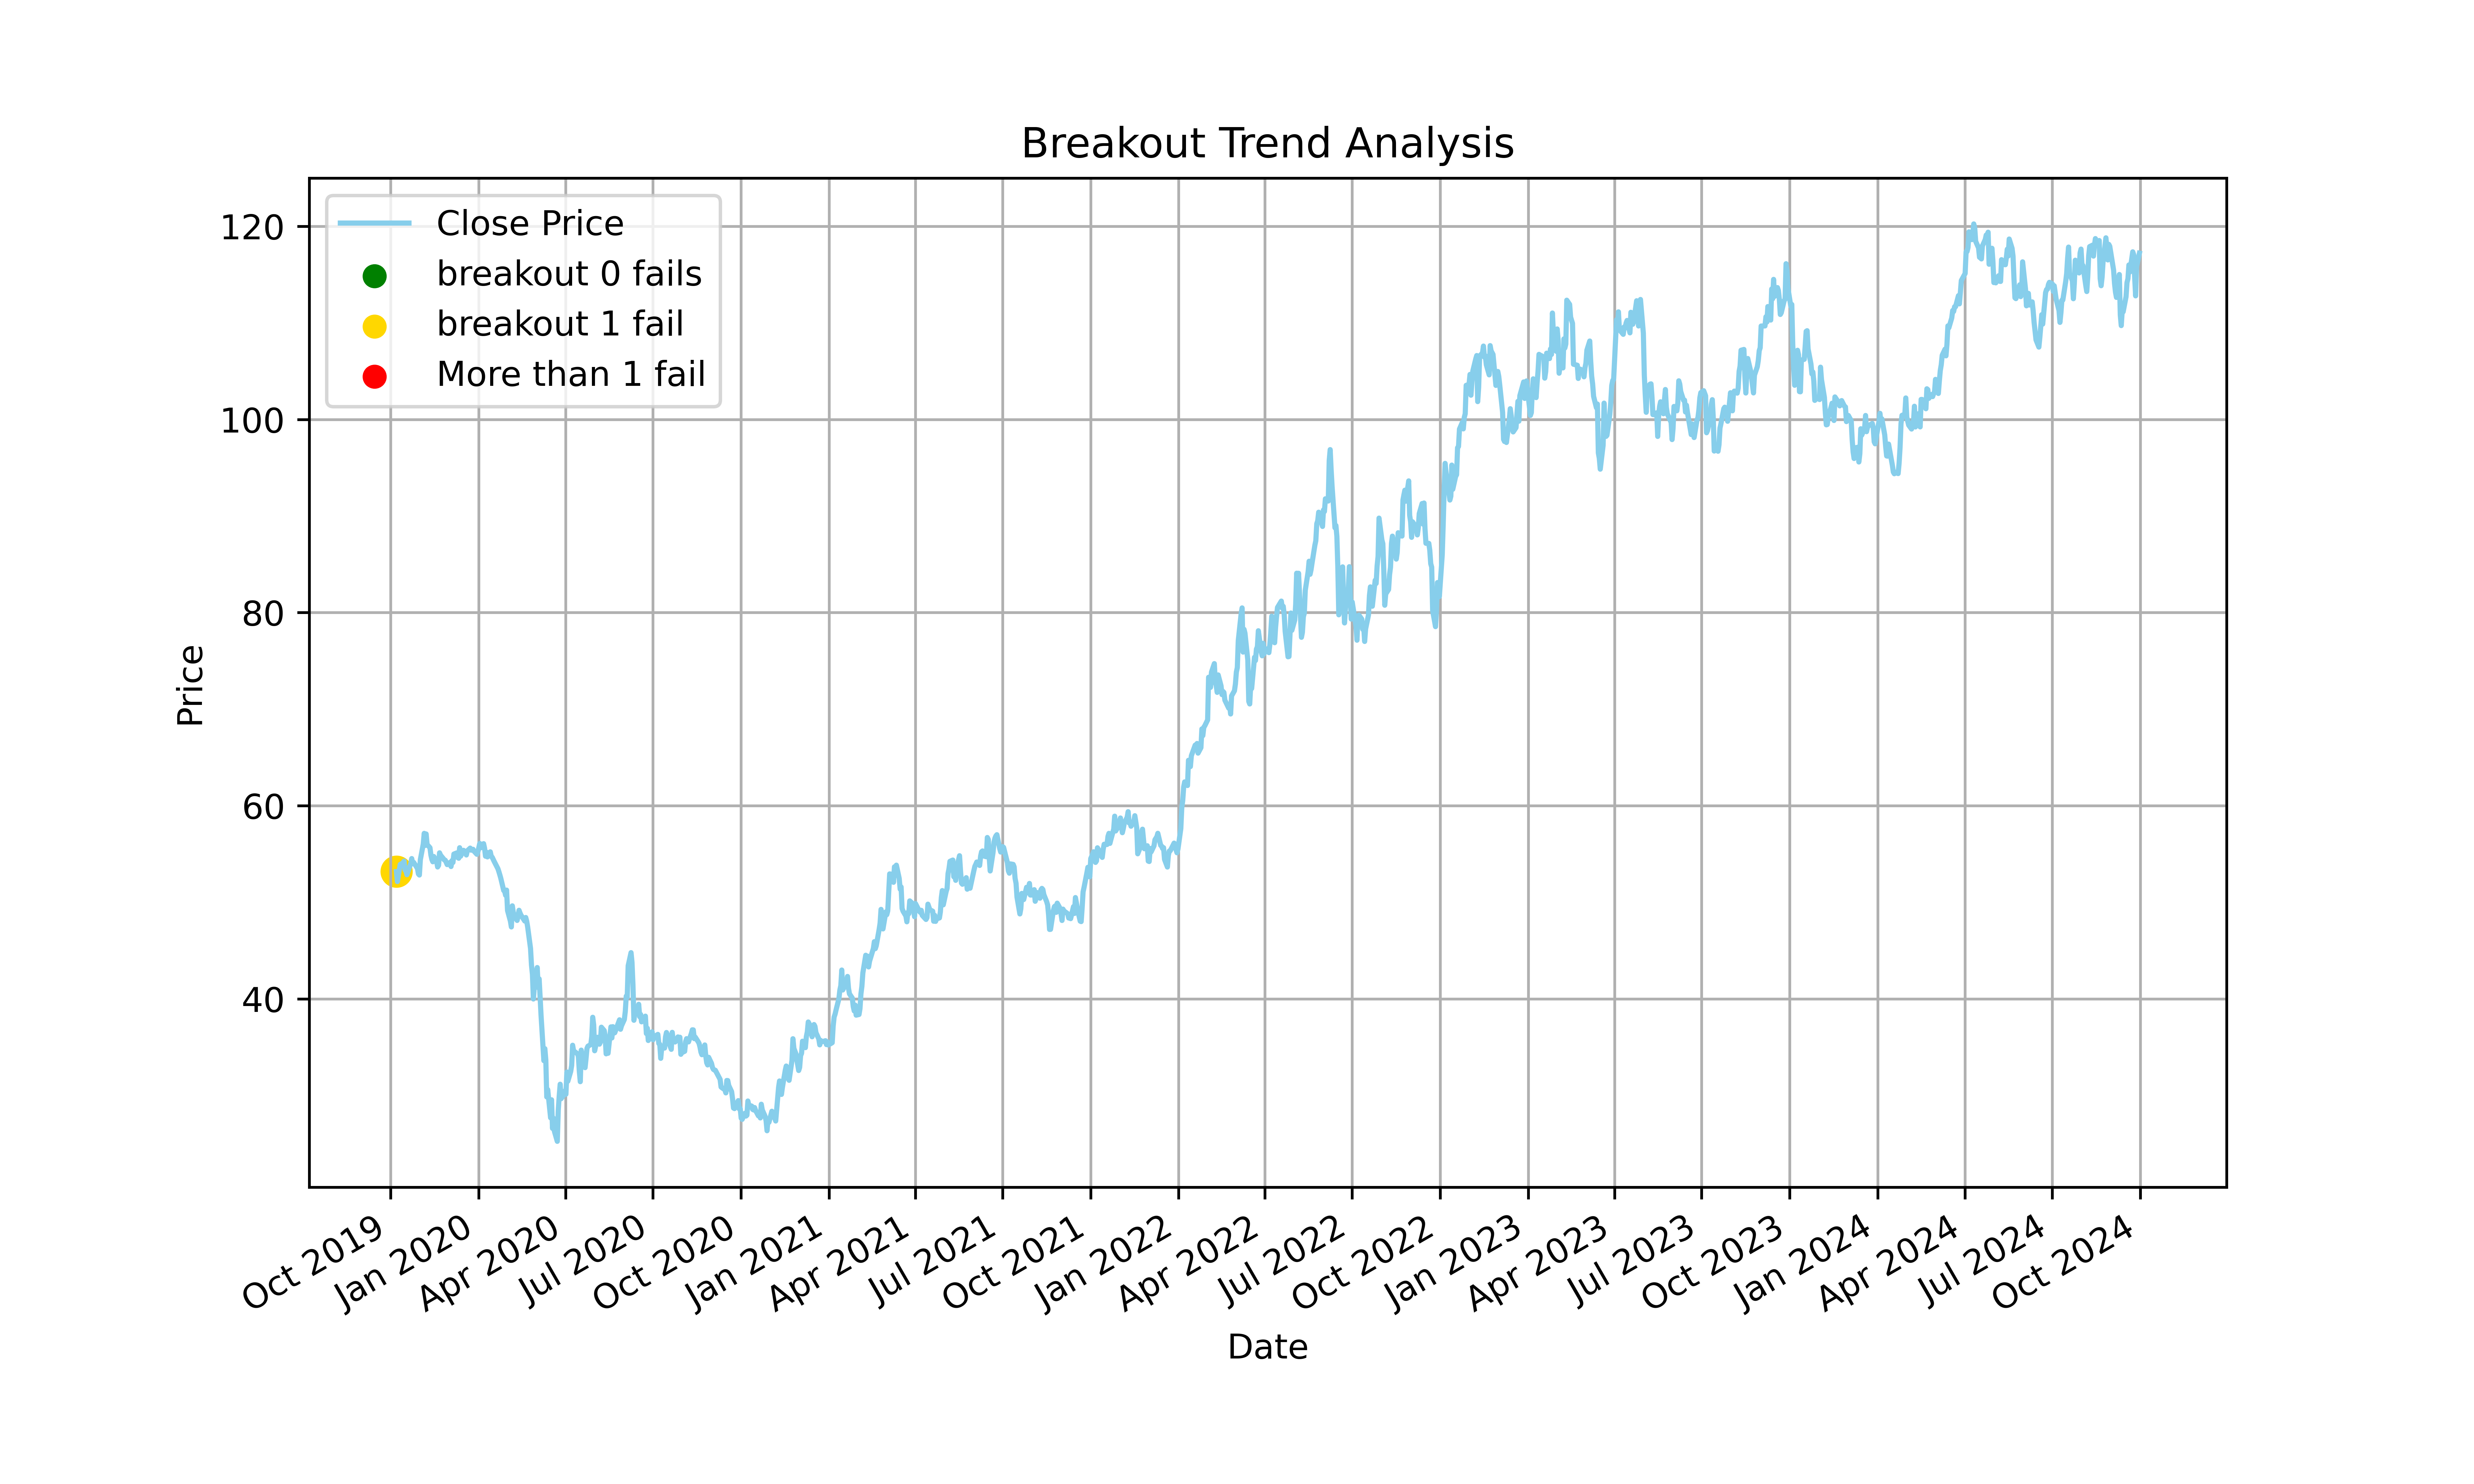 Breakout Trend Analysis
Close Price
breakout 0 fails
breakout 1 fail
More than 1 fail
120
100
80
60
40
Price
Oct 2019
Jan 2020
Apr 2020
Jul 2020
Oct 2020
Jan 2021
Apr 2021
Jul 2021
Oct 2021
Jan 2022
Apr 2022
Jul 2022
Oct 2022
Jan 2023
Apr 2023
Jul 2023
Oct 2023
Jan 2024
Apr 2024
Jul 2024
Oct 2024
Date